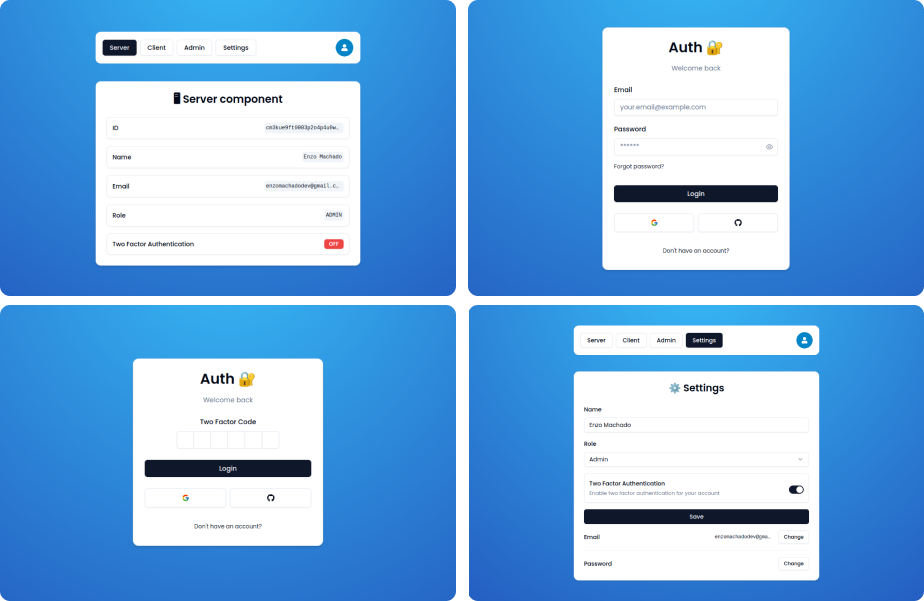 Server Client Admin Settings
🖥 Server component
ID
Name Enzo Machado
Email enzomachadodev@gmail.c…
Role ADMIN
Two Factor Authentication OFF
Auth 🔐
Welcome back
Email
your.email@example.com
Password
******
Forgot password?
Login
Don't have an account?
Auth 🔐
Welcome back
Two Factor Code
Login
Don't have an account?
Server Client Admin Settings
⚙️ Settings
Name
Enzo Machado
Role
Admin
Two Factor Authentication
Enable two factor authentication for your account
Save
Email enzomachadodev@gma… Change
Password Change